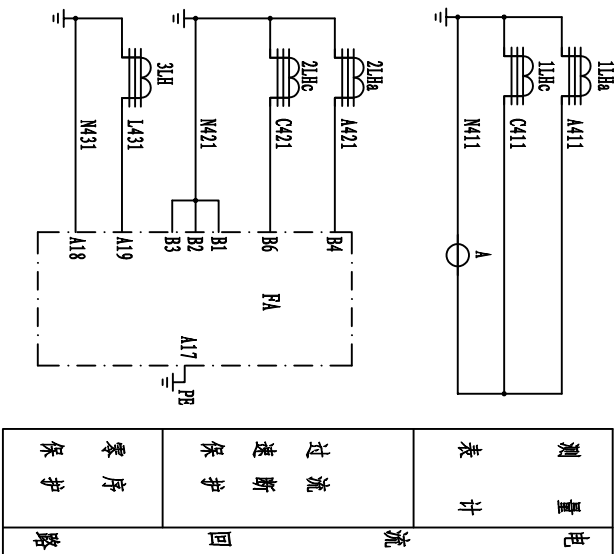 1LHa
A411
1LHc
C411
N411
A
2LHa
A421
B4
2LHc
C421
B6
N421
B1
B2
B3
FA
A17
PE
3LH
L431
A19
N431
A18
测量
表计
过流
速断
保护
零序
保护
电流回路